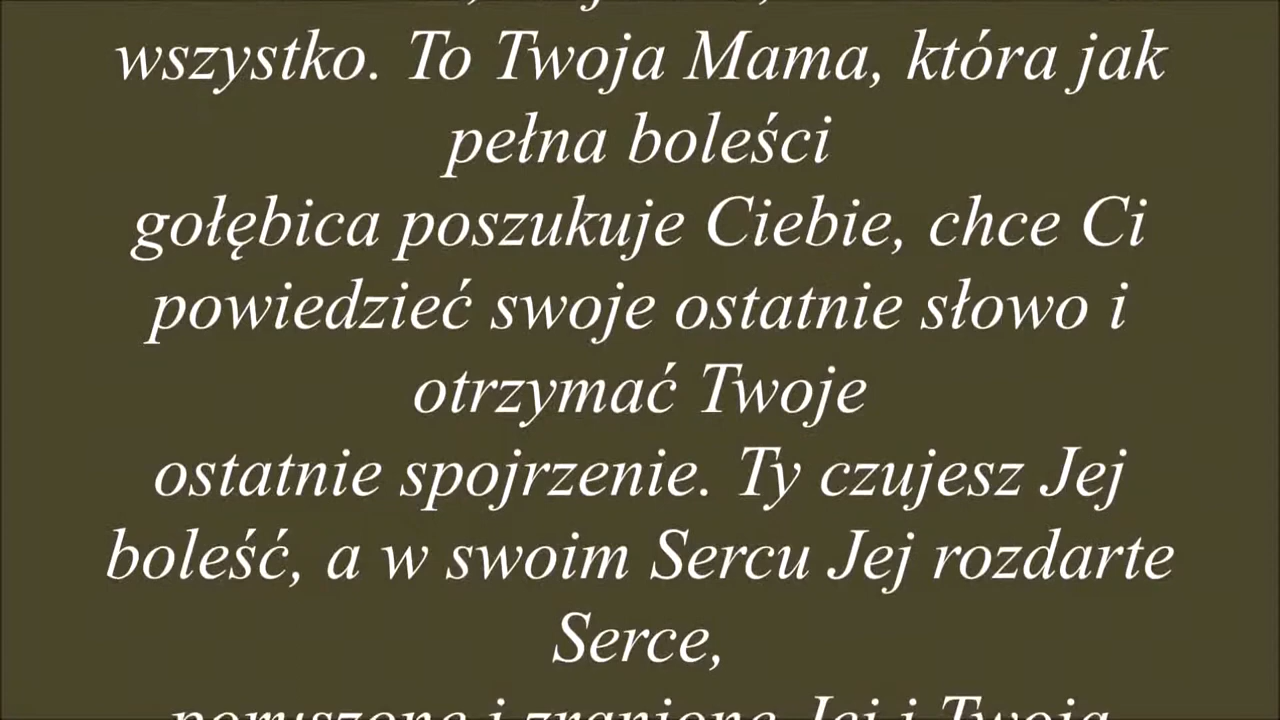 wszystko. To Twoja Mama, która jak
pełna boleści
gołębica poszukuje Ciebie, chce Ci
powiedzieć swoje ostatnie słowo i
otrzymać Twoje
ostatnie spojrzenie. Ty czujesz Jej
boleść, a w swoim Sercu Jej rozdarte
Serce,
poruszone i zranione Jej i Twoją